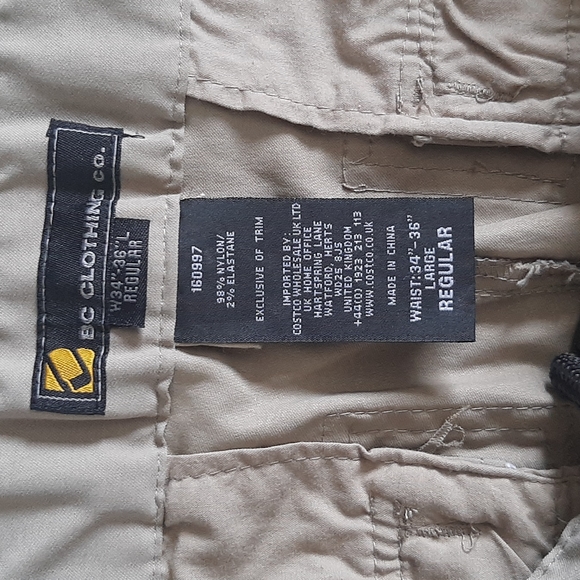 BC CLOTHING CO.
W34"-36"L
REGULAR
160997
98% NYLON/
2% ELASTANE
EXCLUSIVE OF TRIM
IMPORTED BY:
COSTCO WHOLESALE UK LTD
UK HOME OFFICE
HARTSPRING LANE
WATFORD, HERTS
WD25 8JS
UNITED KINGDOM
+44(0) 1923 213 113
www.costco.co.uk
MADE IN CHINA
WAIST:34"-36"
LARGE
REGULAR